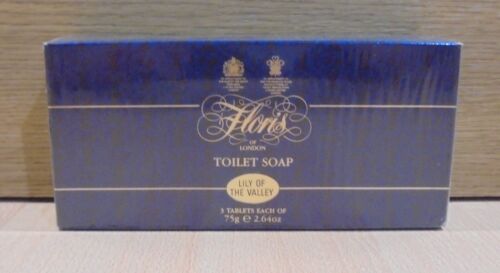 Floris
OF
LONDON
TOILET SOAP
LILY OF
THE VALLEY
3 TABLETS EACH OF
75g e 2.64oz